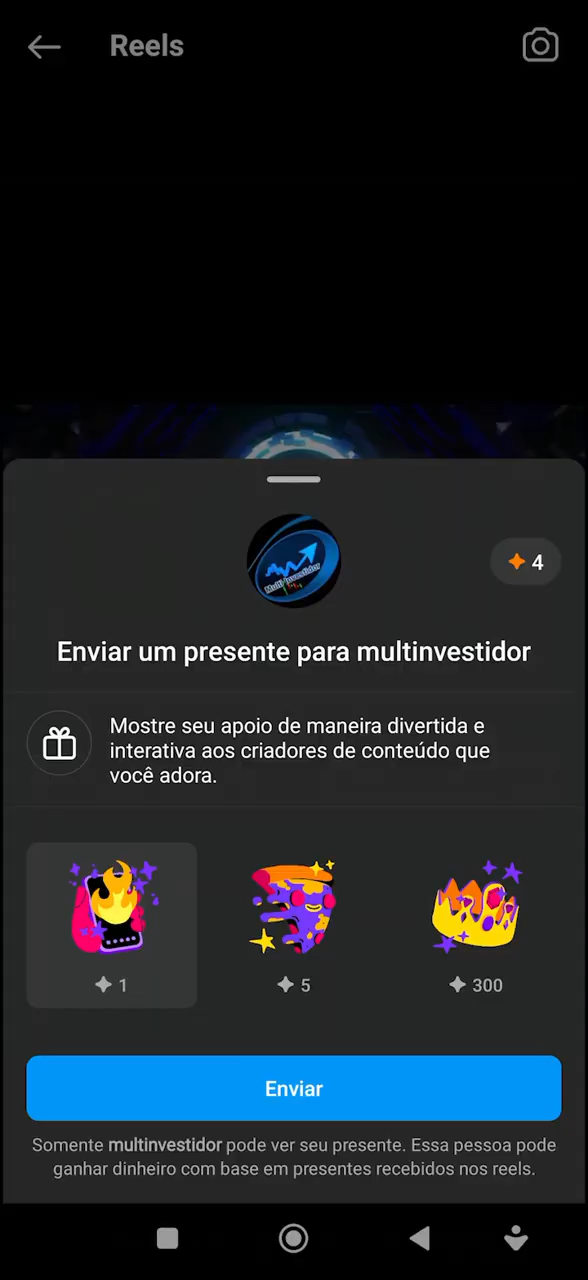 Reels
4
Enviar um presente para multinvestidor
Mostre seu apoio de maneira divertida e
interativa aos criadores de conteúdo que
você adora.
1
5
300
Enviar
Somente multinvestidor pode ver seu presente. Essa pessoa pode
ganhar dinheiro com base em presentes recebidos nos reels.